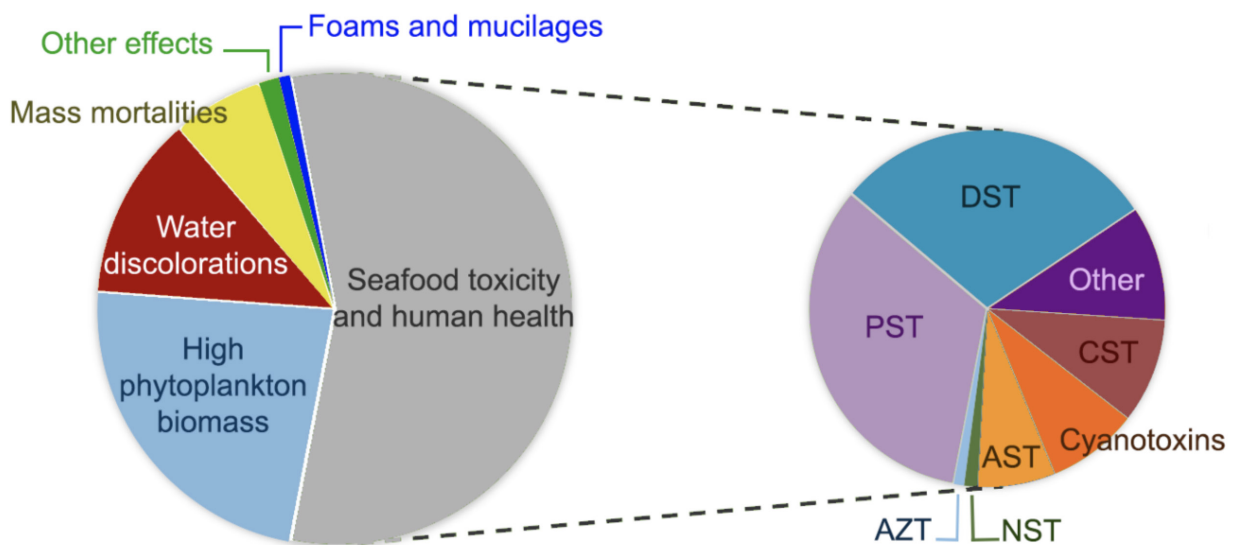 Foams and mucilages
Other effects
Mass mortalities
Water
discolorations
High
phytoplankton
biomass
Seafood toxicity
and human health
DST
Other
PST
CST
Cyanotoxins
AST
AZT
NST